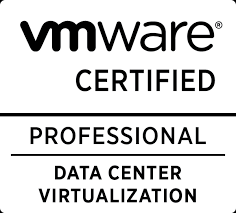 vmware®
CERTIFIED
PROFESSIONAL
DATA CENTER
VIRTUALIZATION